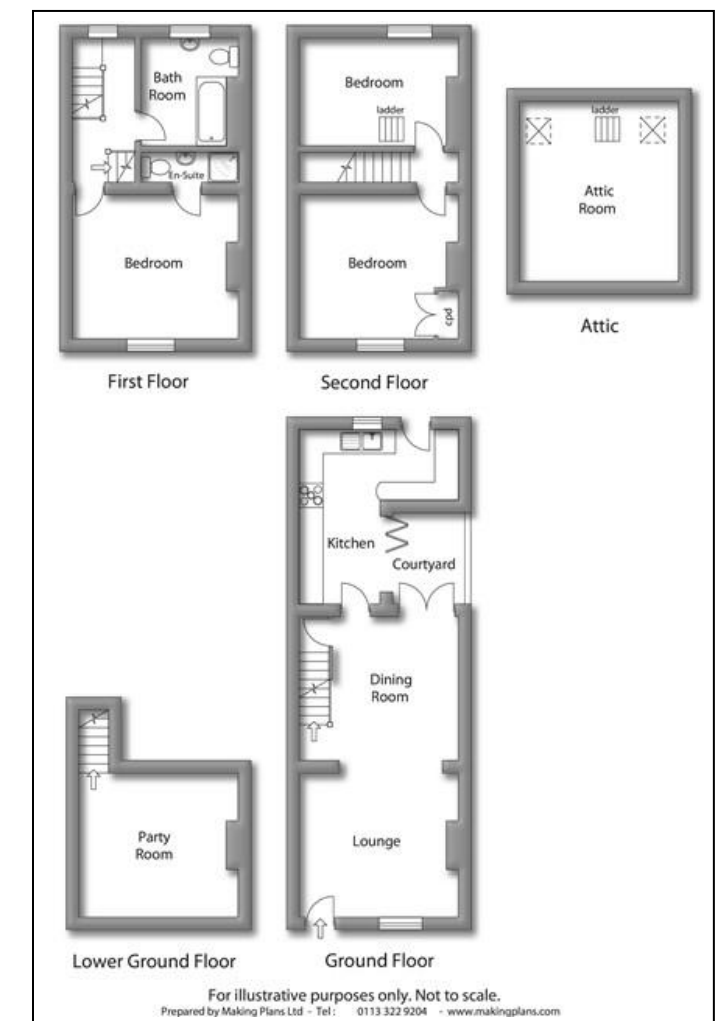 Bath
Room
En-Suite
Bedroom
First Floor
Bedroom
ladder
Bedroom
cpd
Second Floor
ladder
Attic
Room
Attic
Kitchen
Courtyard
Dining
Room
Lounge
Ground Floor
Party
Room
Lower Ground Floor
For illustrative purposes only. Not to scale.
Prepared by Making Plans Ltd - Tel : 0113 322 9204 - www.makingplans.com